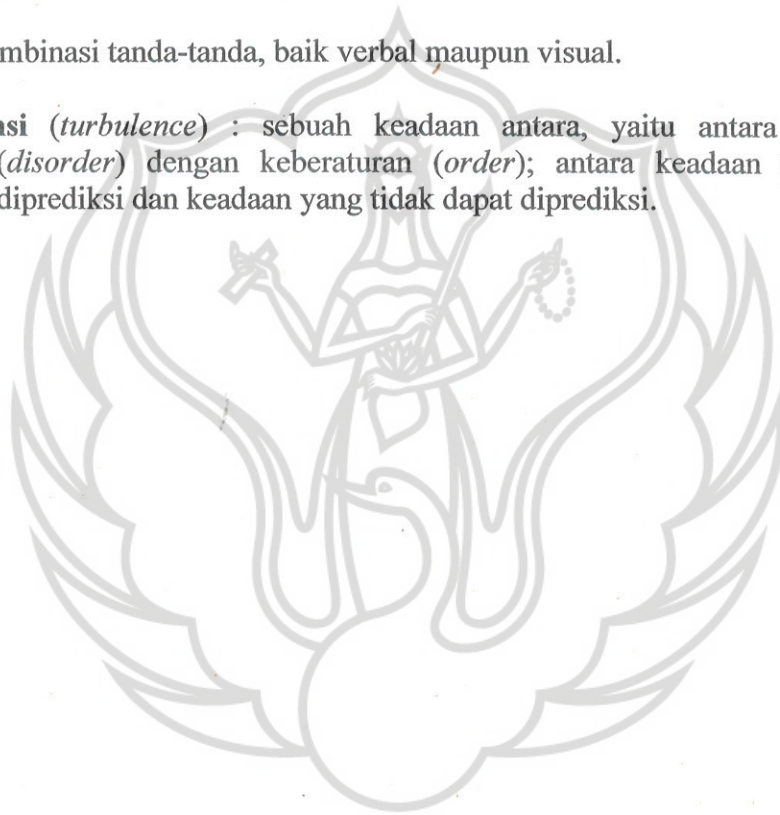 mbinasi tanda-tanda, baik verbal maupun visual.
si (turbulence) : sebuah keadaan antara, yaitu antara
(disorder) dengan keberaturan (order); antara keadaan
diprediksi dan keadaan yang tidak dapat diprediksi.